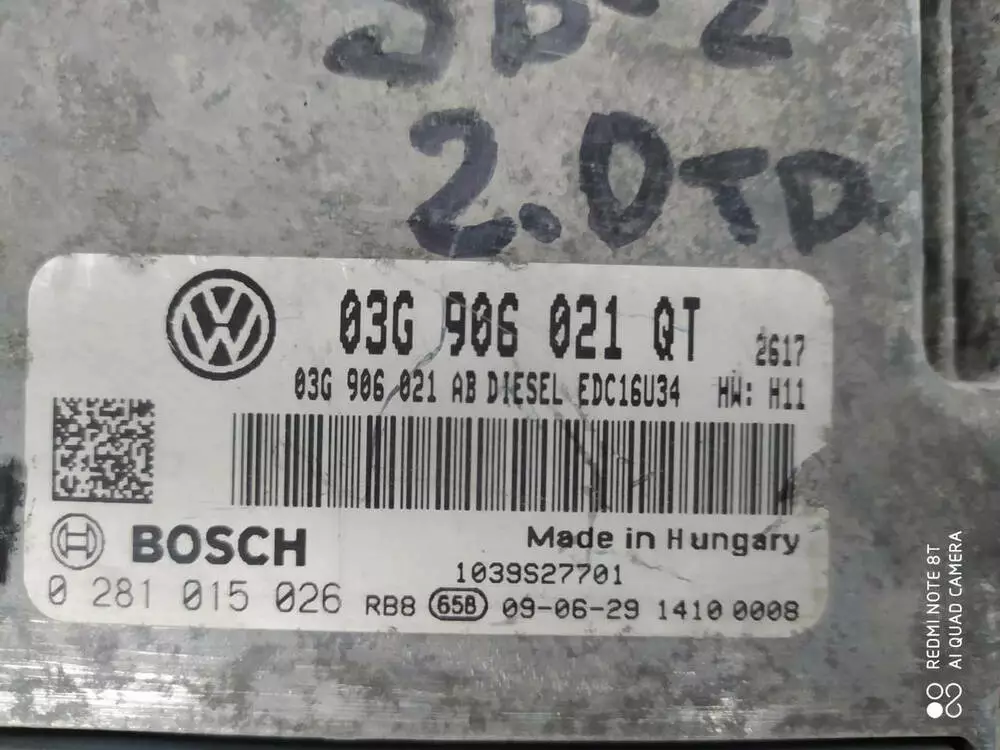 2.0TD
03G 906 021 QT
2617
03G 906 021 AB DIESEL EDC16U34 HW: H11
BOSCH
Made in Hungary
1039S27701
0 281 015 026 RB8 65B 09-06-29 1410 0008
REDMI NOTE 8T
AI QUAD CAMERA